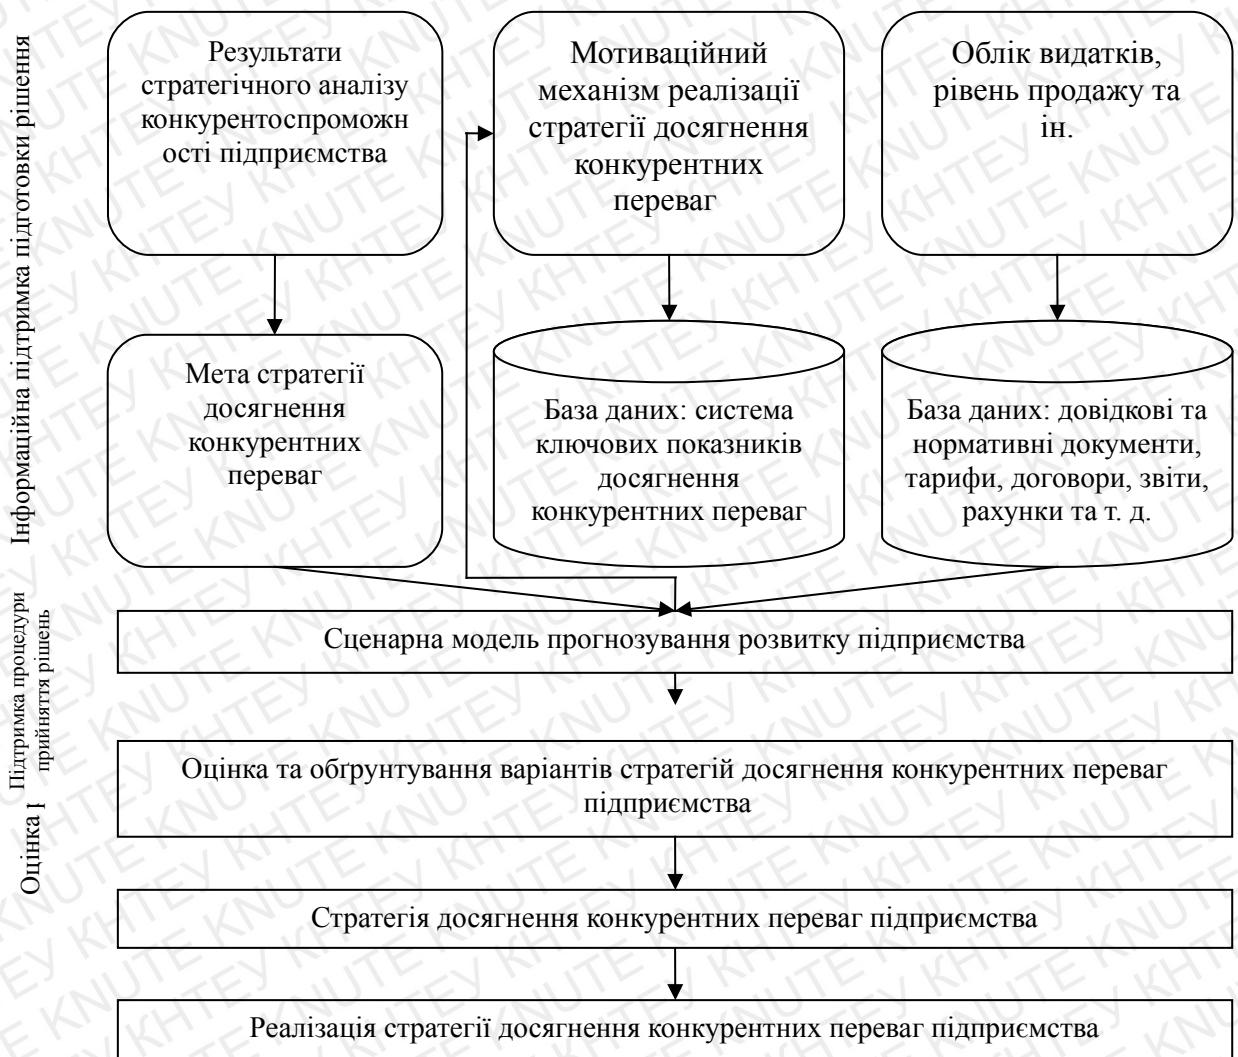 Інформаційна підтримка підготовки рішення
Результати
стратегічного аналізу
конкурентоспроможн
ості підприємства
Мотиваційний
механізм реалізації
стратегії досягнення
конкурентних
переваг
Облік видатків,
рівень продажу та
ін.
Мета стратегії
досягнення
конкурентних
переваг
База даних: система
ключових показників
досягнення
конкурентних переваг
База даних: довідкові та
нормативні документи,
тарифи, договори, звіти,
рахунки та т. д.
Підтримка процедури
прийняття рішень
Сценарна модель прогнозування розвитку підприємства
Оцінка
Оцінка та обґрунтування варіантів стратегій досягнення конкурентних переваг
підприємства
Стратегія досягнення конкурентних переваг підприємства
Реалізація стратегії досягнення конкурентних переваг підприємства